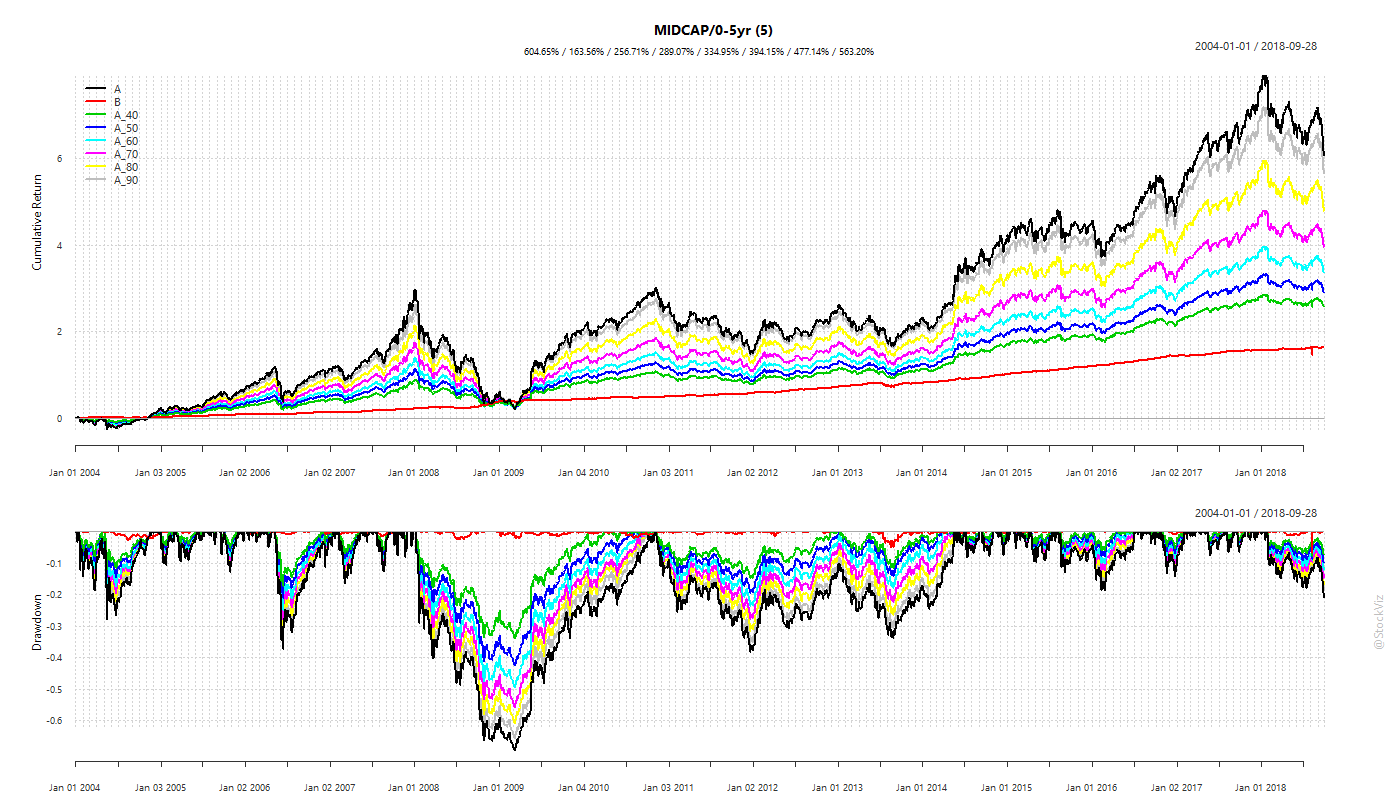 MIDCAP/0-5yr (5)
604.65% / 163.56% / 256.71% / 289.07% / 334.95% / 394.15% / 477.14% / 563.20%
2004-01-01 / 2018-09-28
A
B
A_40
A_50
A_60
A_70
A_80
A_90
Cumulative Return
6
4
2
0
Jan 01 2004 Jan 03 2005 Jan 02 2006 Jan 02 2007 Jan 01 2008 Jan 01 2009 Jan 04 2010 Jan 03 2011 Jan 02 2012 Jan 01 2013 Jan 01 2014 Jan 01 2015 Jan 01 2016 Jan 02 2017 Jan 01 2018
2004-01-01 / 2018-09-28
Drawdown
-0.1
-0.2
-0.3
-0.4
-0.5
-0.6
Jan 01 2004 Jan 03 2005 Jan 02 2006 Jan 02 2007 Jan 01 2008 Jan 01 2009 Jan 04 2010 Jan 03 2011 Jan 02 2012 Jan 01 2013 Jan 01 2014 Jan 01 2015 Jan 01 2016 Jan 02 2017 Jan 01 2018
@StockViz